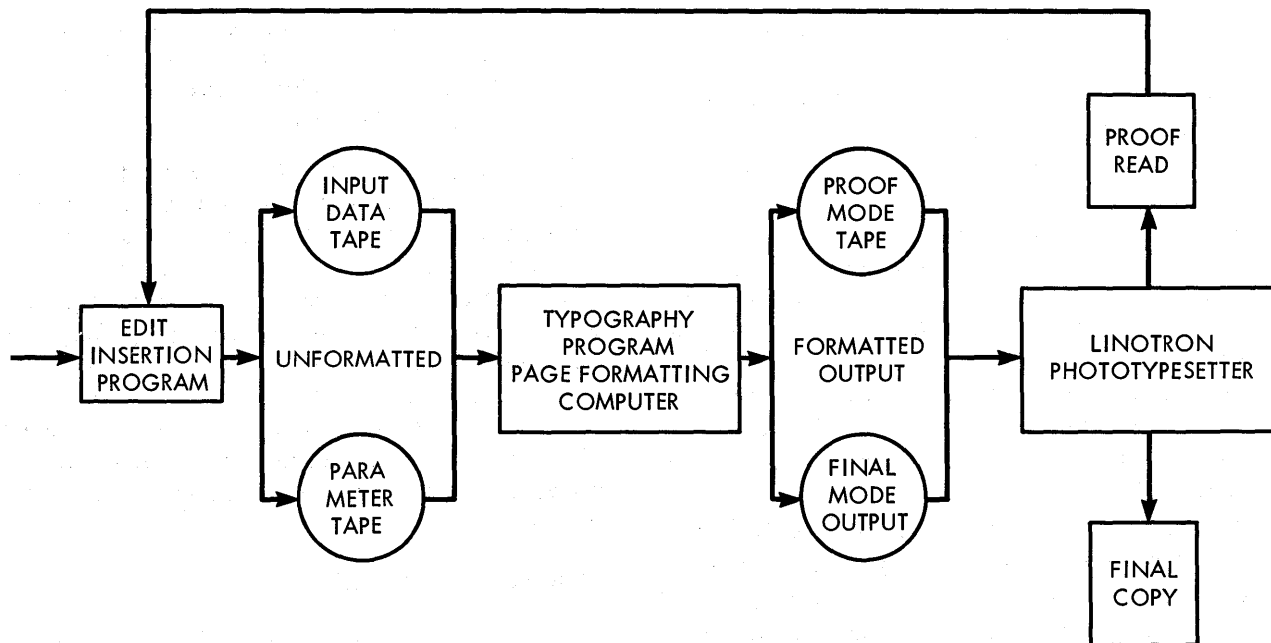 PROOF
READ
INPUT
DATA
TAPE
PROOF
MODE
TAPE
EDIT
INSERTION
PROGRAM
UNFORMATTED
TYPOGRAPHY
PROGRAM
PAGE FORMATTING
COMPUTER
FORMATTED
OUTPUT
LINOTRON
PHOTOTYPESETTER
PARA
METER
TAPE
FINAL
MODE
OUTPUT
FINAL
COPY